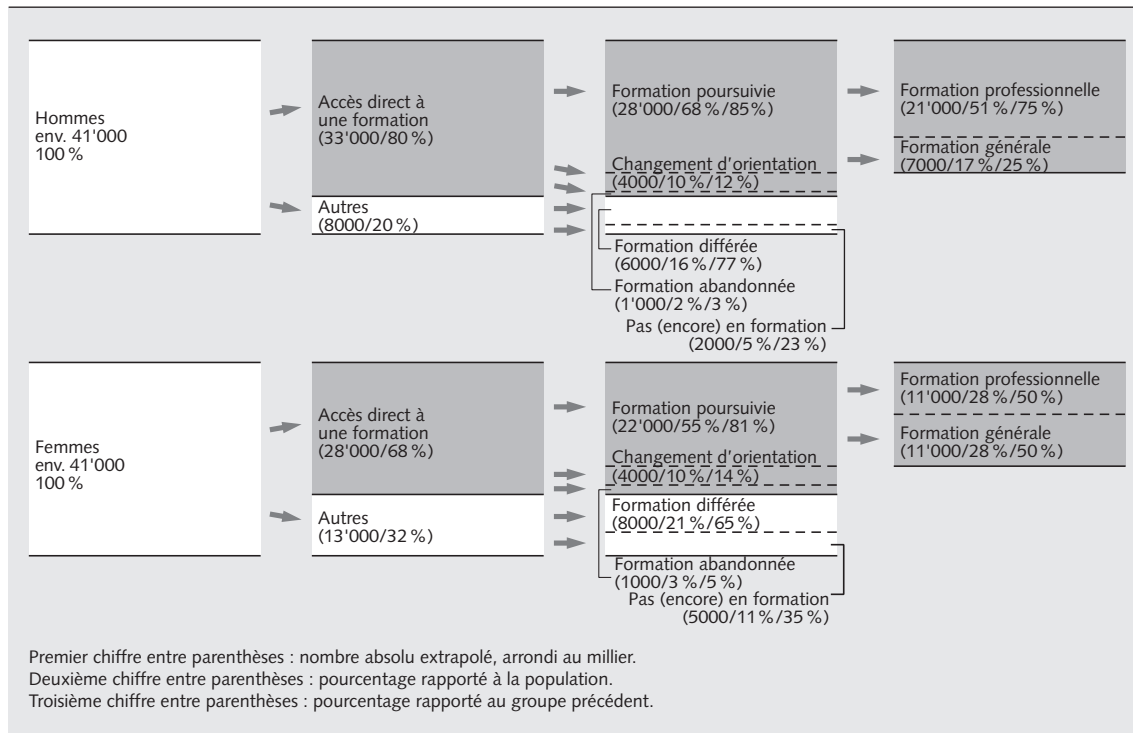 Hommes
env. 41'000
100 %
Accès direct à
une formation
(33'000/80 %)
Autres
(8000/20 %)
Formation poursuivie
(28'000/68 %/85%)
Changement d'orientation
(4000/10 %/12 %)
Formation différée
(6000/16 %/77 %)
Formation abandonnée
(1'000/2 %/3 %)
Pas (encore) en formation
(2000/5 %/23 %)
Formation professionnelle
(21'000/51 %/75 %)
Formation générale
(7000/17 %/25 %)
Femmes
env. 41'000
100 %
Accès direct à
une formation
(28'000/68 %)
Autres
(13'000/32 %)
Formation poursuivie
(22'000/55 %/81 %)
Changement d'orientation
(4000/10 %/14 %)
Formation différée
(8000/21 %/65 %)
Formation abandonnée
(1000/3 %/5 %)
Pas (encore) en formation
(5000/11 %/35 %)
Formation professionnelle
(11'000/28 %/50 %)
Formation générale
(11'000/28 %/50 %)
Premier chiffre entre parenthèses : nombre absolu extrapolé, arrondi au millier.
Deuxième chiffre entre parenthèses : pourcentage rapporté à la population.
Troisième chiffre entre parenthèses : pourcentage rapporté au groupe précédent.